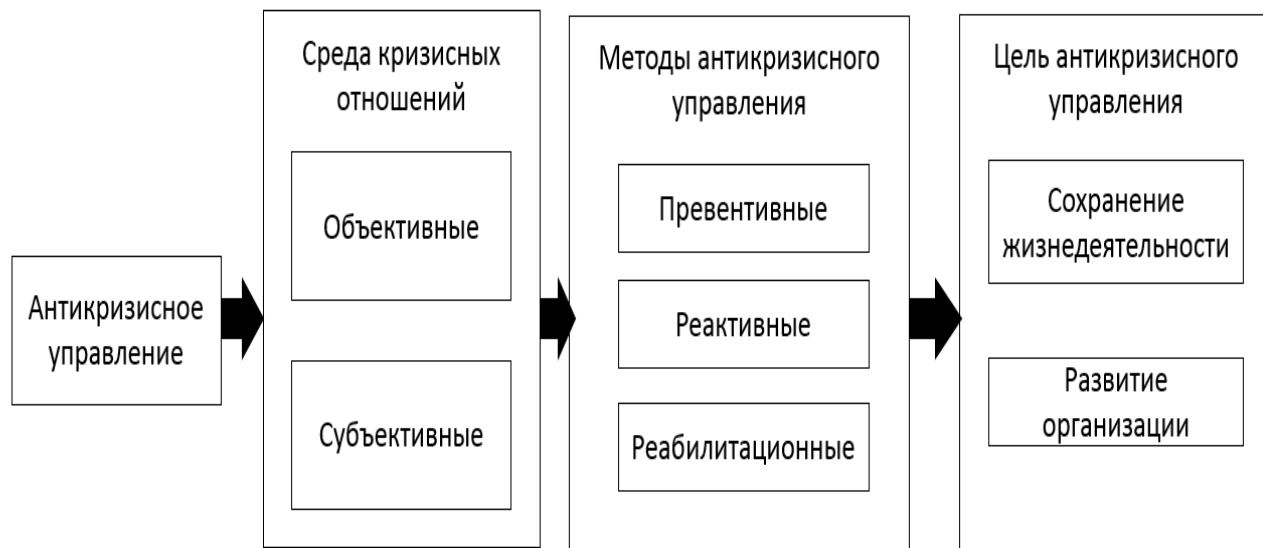 Антикризисное
управление
Среда кризисных
отношений
Объективные
Субъективные
Методы антикризисного
управления
Превентивные
Реактивные
Реабилитационные
Цель антикризисного
управления
Сохранение
жизнедеятельности
Развитие
организации